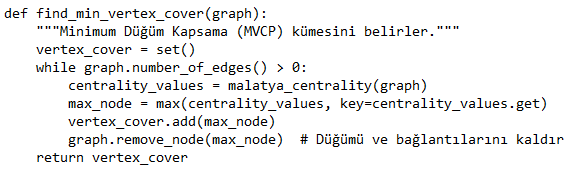 def find_min_vertex_cover(graph):
    """Minimum Düğüm Kapsama (MVCP) kümesini belirler."""
    vertex_cover = set()
    while graph.number_of_edges() > 0:
        centrality_values = malatya_centrality(graph)
        max_node = max(centrality_values, key=centrality_values.get)
        vertex_cover.add(max_node)
        graph.remove_node(max_node)  # Düğümü ve bağlantılarını kaldır
    return vertex_cover